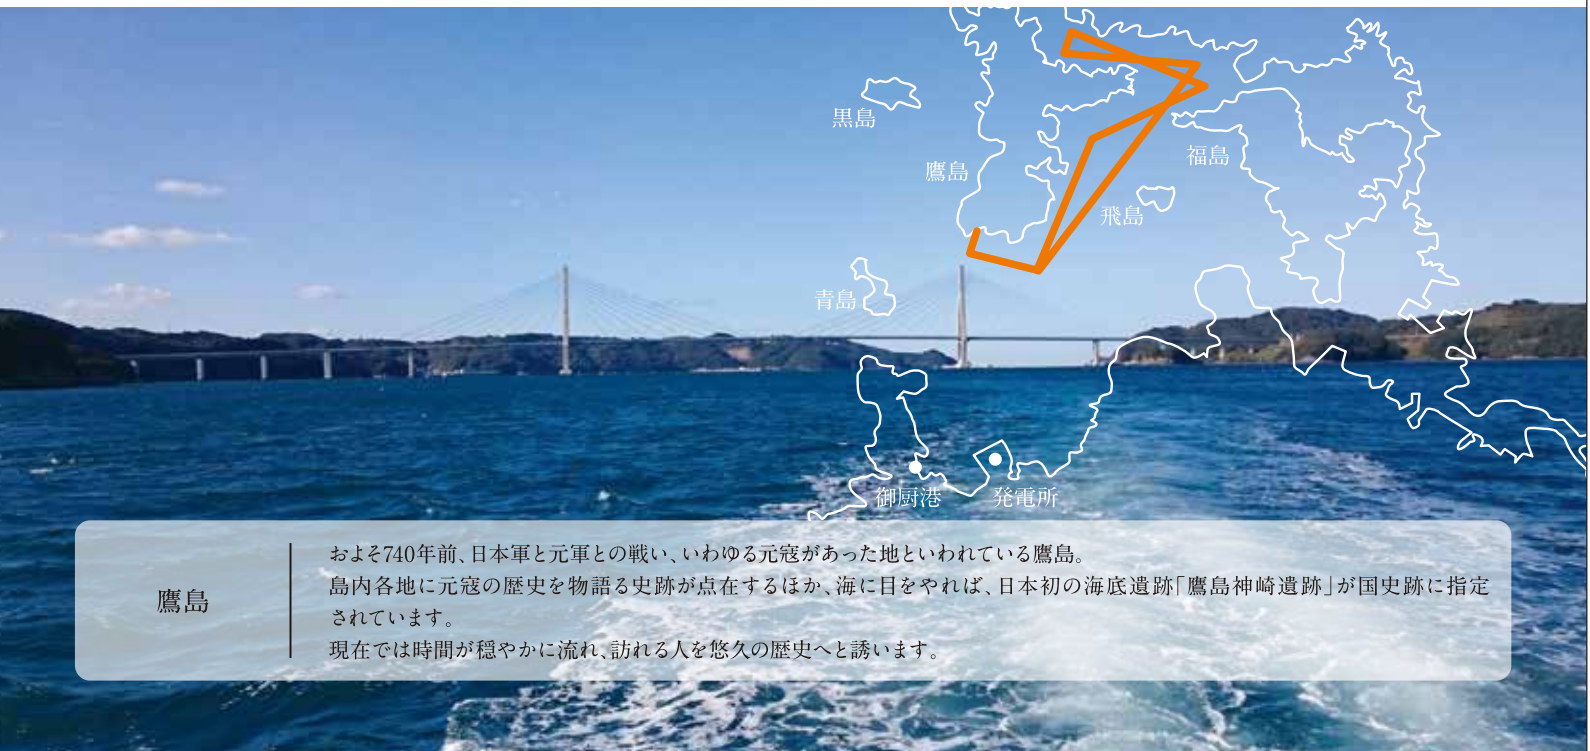 黒島
鷹島
福島
飛島
青島
御厨港
発電所
鷹島
およそ740年前、日本軍と元軍との戦い、いわゆる元寇があった地といわれている鷹島。
島内各地に元寇の歴史を物語る史跡が点在するほか、海に目をやれば、日本初の海底遺跡「鷹島神崎遺跡」が国史跡に指定
されています。
現在では時間が穏やかに流れ、訪れる人を悠久の歴史へと誘います。